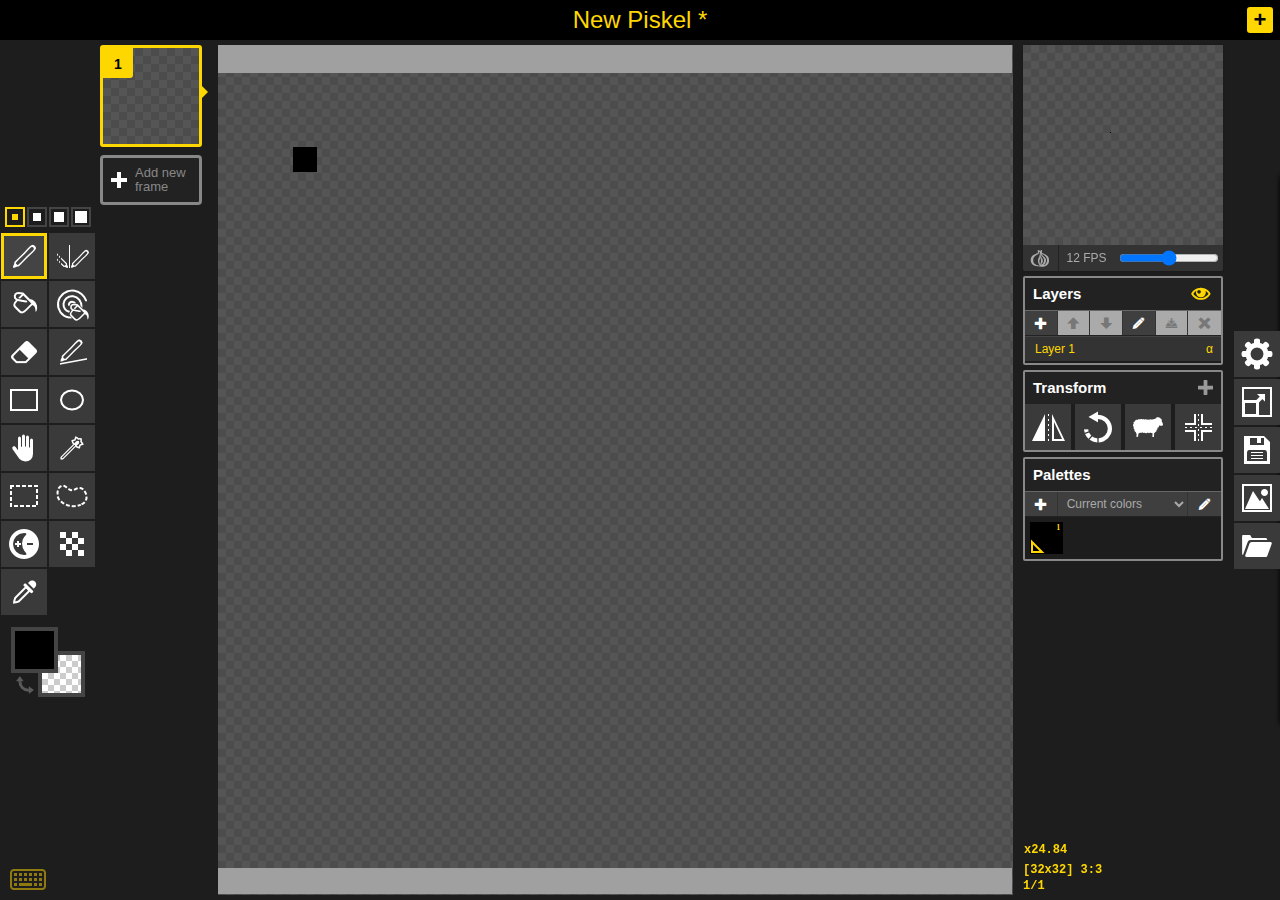 New Piskel *
1
Add new
frame
12 FPS
Layers
Layer 1
α
Transform
Palettes
Current colors
1
x24.84
[32x32] 3:3
1/1